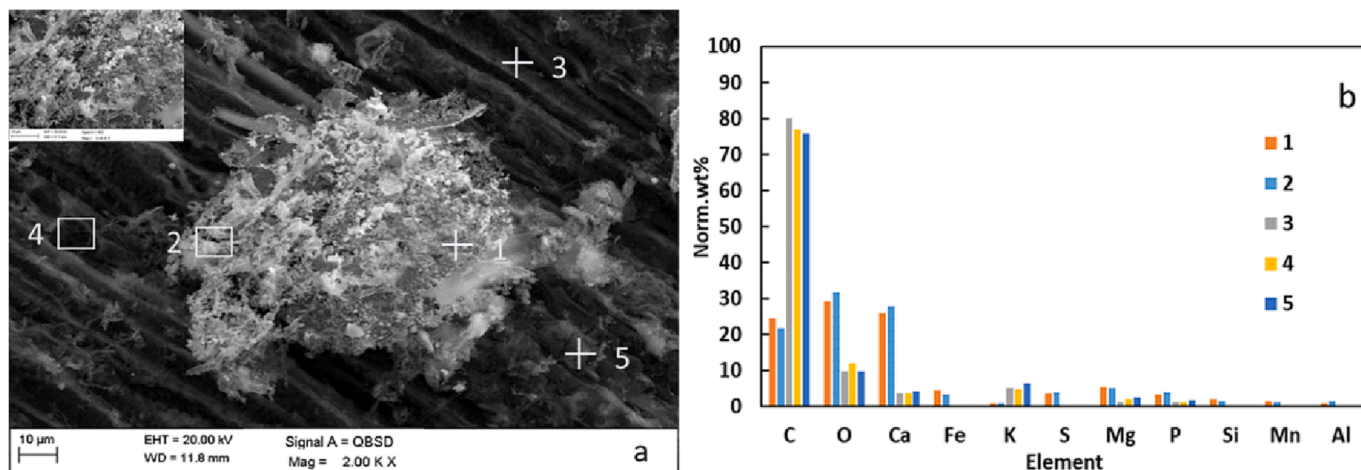 3
4
2
1
5
10 µm
EHT = 20.00 kV
WD = 11.8 mm
Signal A = QBSD
Mag = 2.00 K X
a
b
100
90
80
70
60
50
40
30
20
10
0
Norm.wt%
1
2
3
4
5
C O Ca Fe K S Mg P Si Mn Al
Element